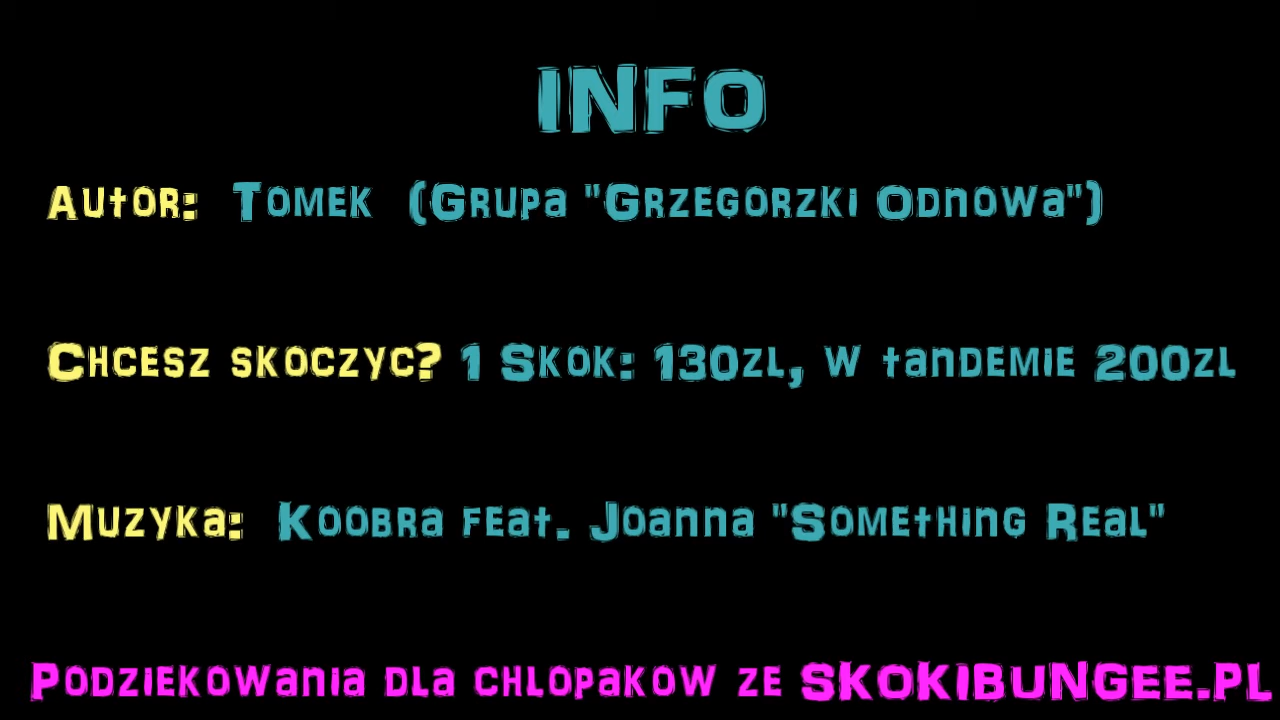 INFO
Autor: Tomek (Grupa "Grzegorzki Odnowa")
Chcesz skoczyc? 1 Skok: 130zl, w tandemie 200zl
Muzyka: Koobra feat. Joanna "Something Real"
Podziekowania dla chlopakow ze SKOKIBUNGEE.PL